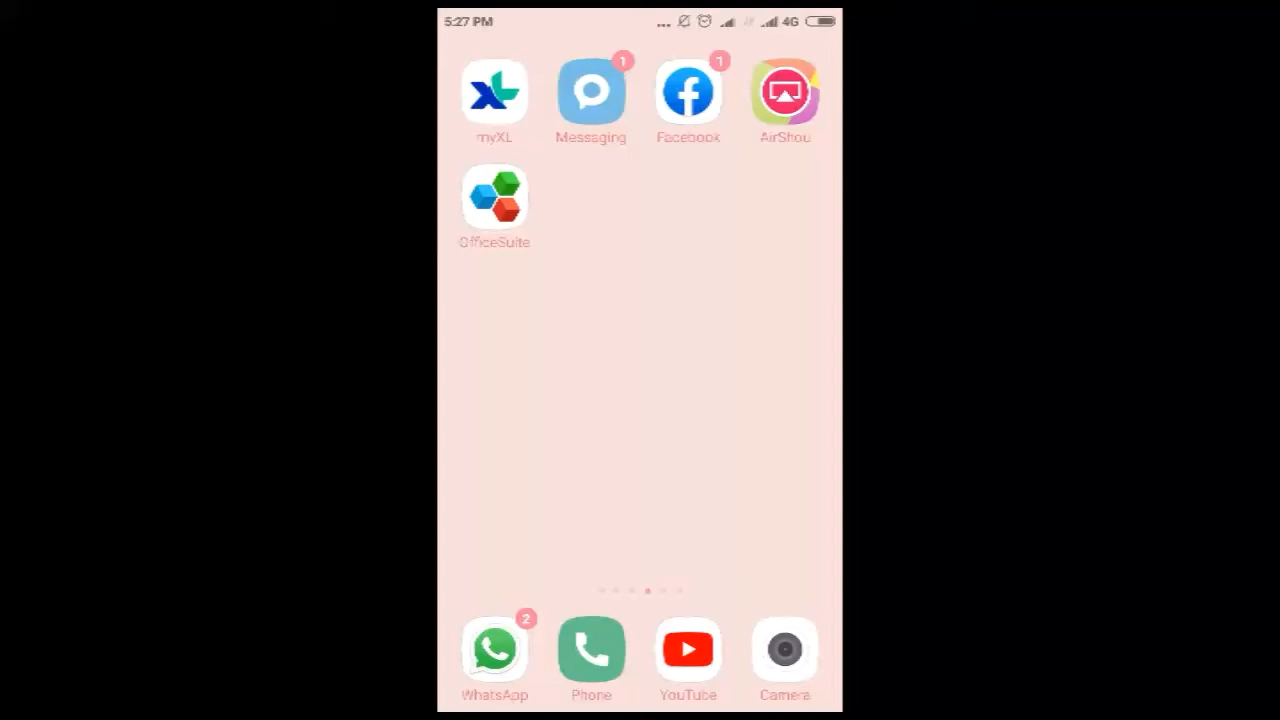 5:27 PM ... 4G
1 1
myXL Messaging Facebook AirShou
OfficeSuite
2
WhatsApp Phone YouTube Camera